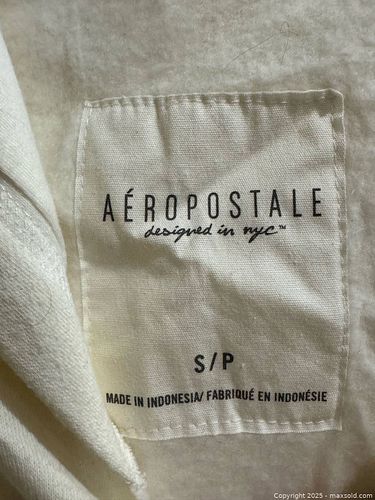 AÉROPOSTALE
designed in nyc™
S/P
MADE IN INDONESIA/ FABRIQUÉ EN INDONÉSIE
Copyright 2025 - maxsold.com